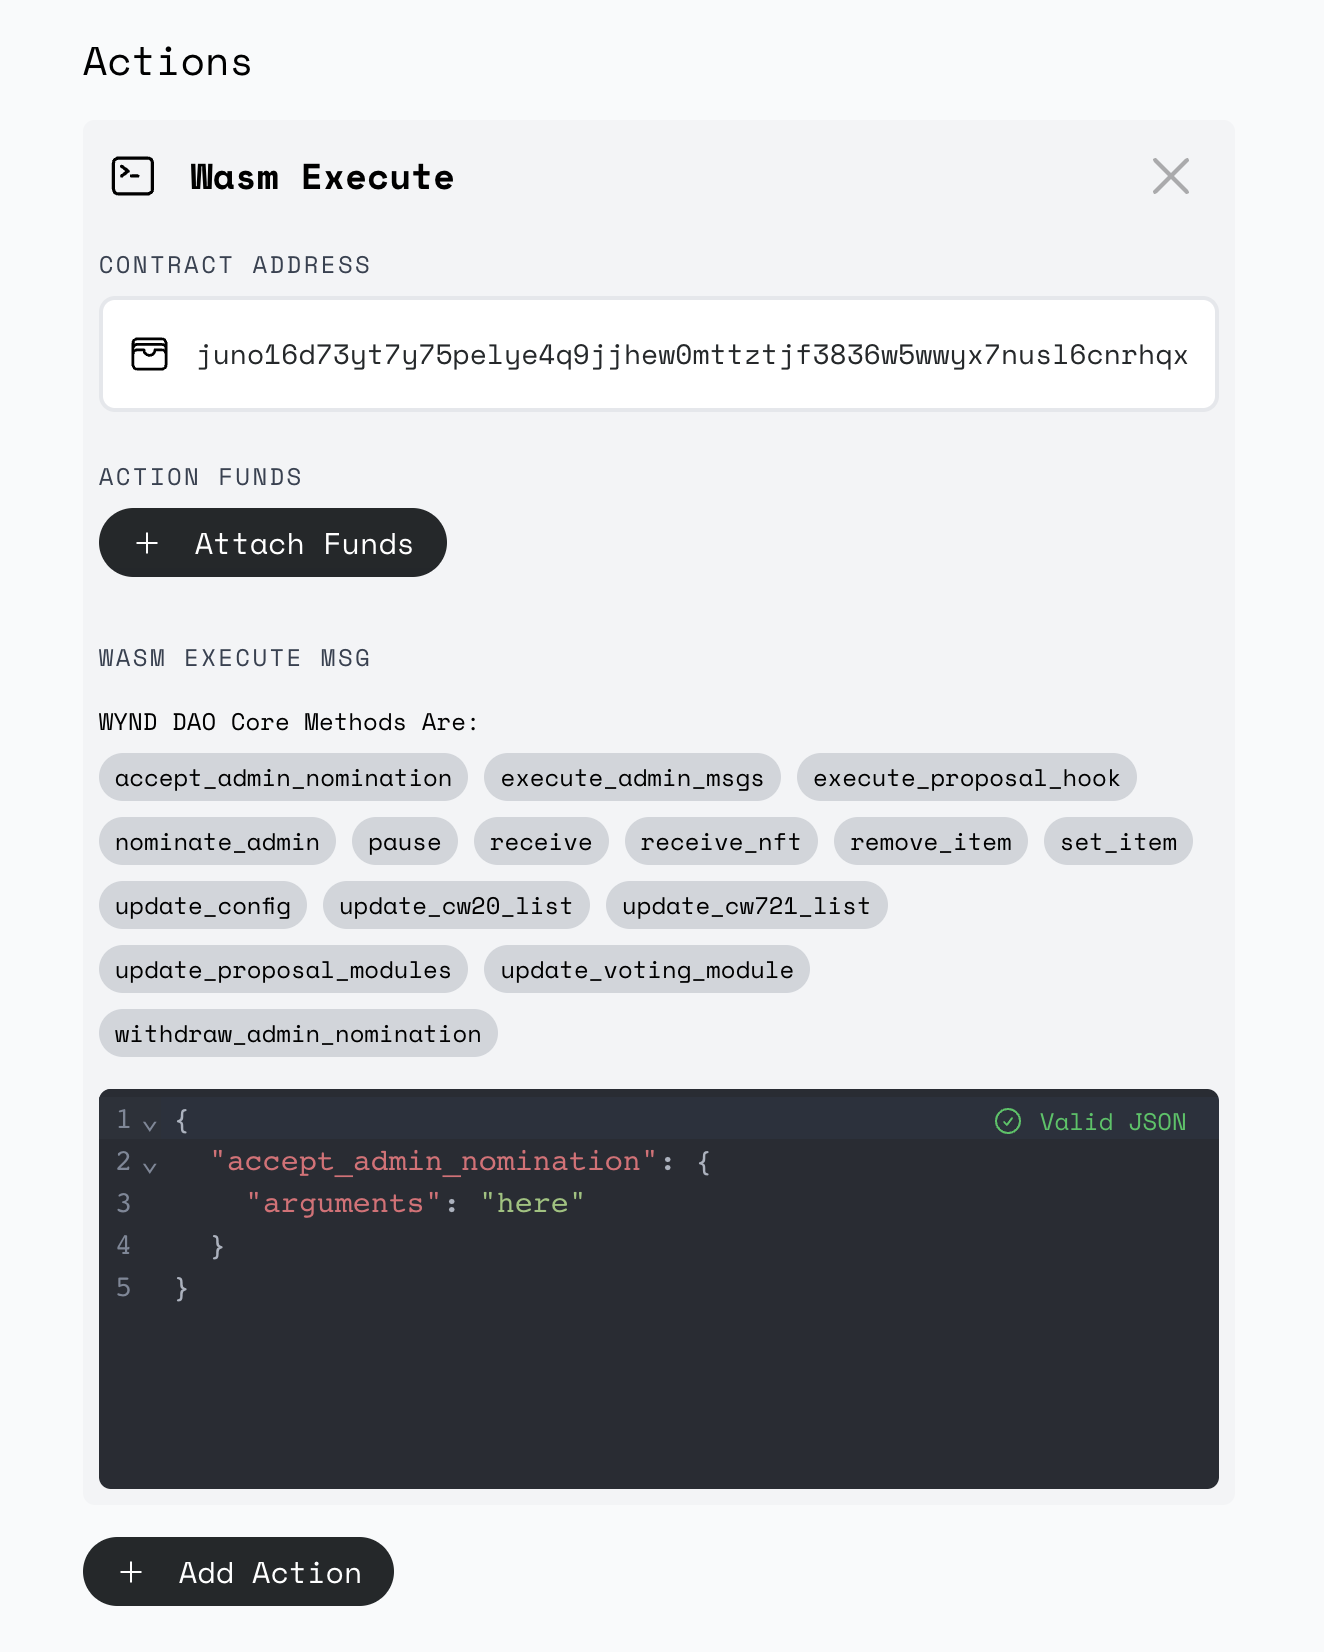 Actions
Wasm Execute
CONTRACT ADDRESS
juno16d73yt7y75pelye4q9jjhew0mttztjf3836w5wwyx7nusl6cnrhqx
ACTION FUNDS
+ Attach Funds
WASM EXECUTE MSG
WYND DAO Core Methods Are:
accept_admin_nomination execute_admin_msgs execute_proposal_hook
nominate_admin pause receive receive_nft remove_item set_item
update_config update_cw20_list update_cw721_list
update_proposal_modules update_voting_module
withdraw_admin_nomination
1 { Valid JSON
2 "accept_admin_nomination": {
3 "arguments": "here"
4 }
5 }
+ Add Action